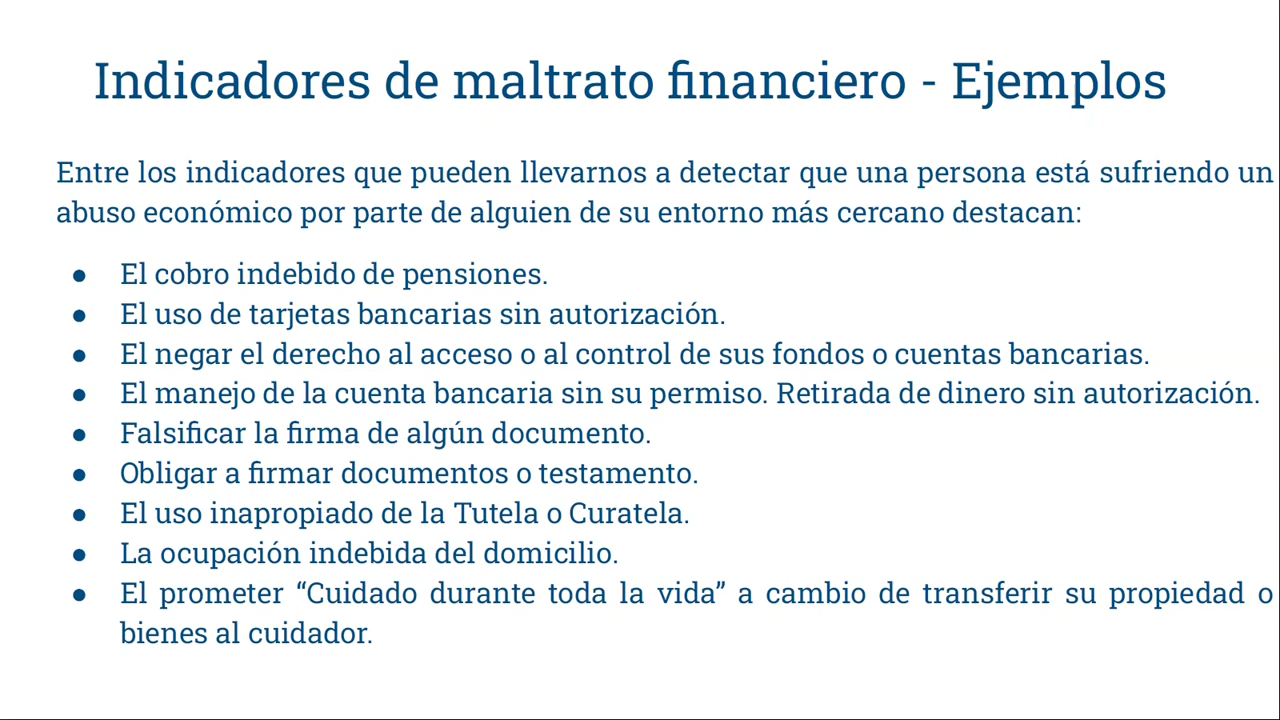 Indicadores de maltrato financiero - Ejemplos
Entre los indicadores que pueden llevarnos a detectar que una persona está sufriendo un
abuso económico por parte de alguien de su entorno más cercano destacan:
● El cobro indebido de pensiones.
● El uso de tarjetas bancarias sin autorización.
● El negar el derecho al acceso o al control de sus fondos o cuentas bancarias.
● El manejo de la cuenta bancaria sin su permiso. Retirada de dinero sin autorización.
● Falsificar la firma de algún documento.
● Obligar a firmar documentos o testamento.
● El uso inapropiado de la Tutela o Curatela.
● La ocupación indebida del domicilio.
● El prometer “Cuidado durante toda la vida” a cambio de transferir su propiedad o
bienes al cuidador.